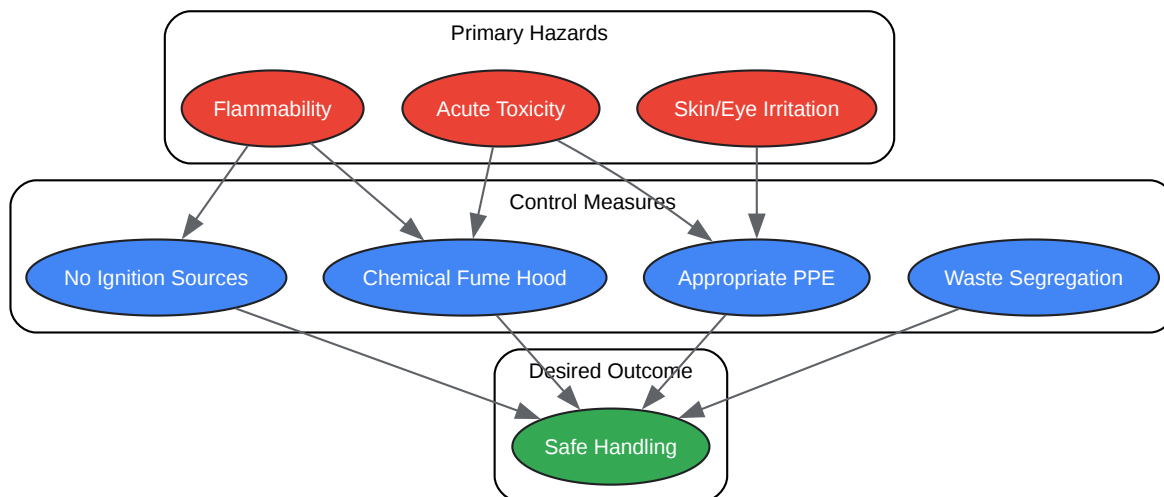 Primary Hazards
Flammability
Acute Toxicity
Skin/Eye Irritation
Control Measures
No Ignition Sources
Chemical Fume Hood
Appropriate PPE
Waste Segregation
Desired Outcome
Safe Handling